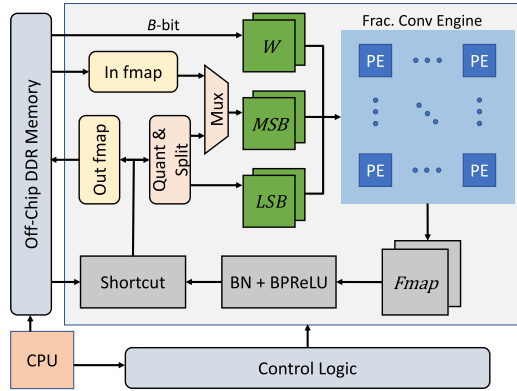 B-bit
Frac. Conv Engine
Off-Chip DDR Memory
In fmap
Mux
W
PE
PE
Out fmap
Quant &
Split
MSB
LSB
PE
PE
Shortcut
BN + BPReLU
Fmap
CPU
Control Logic